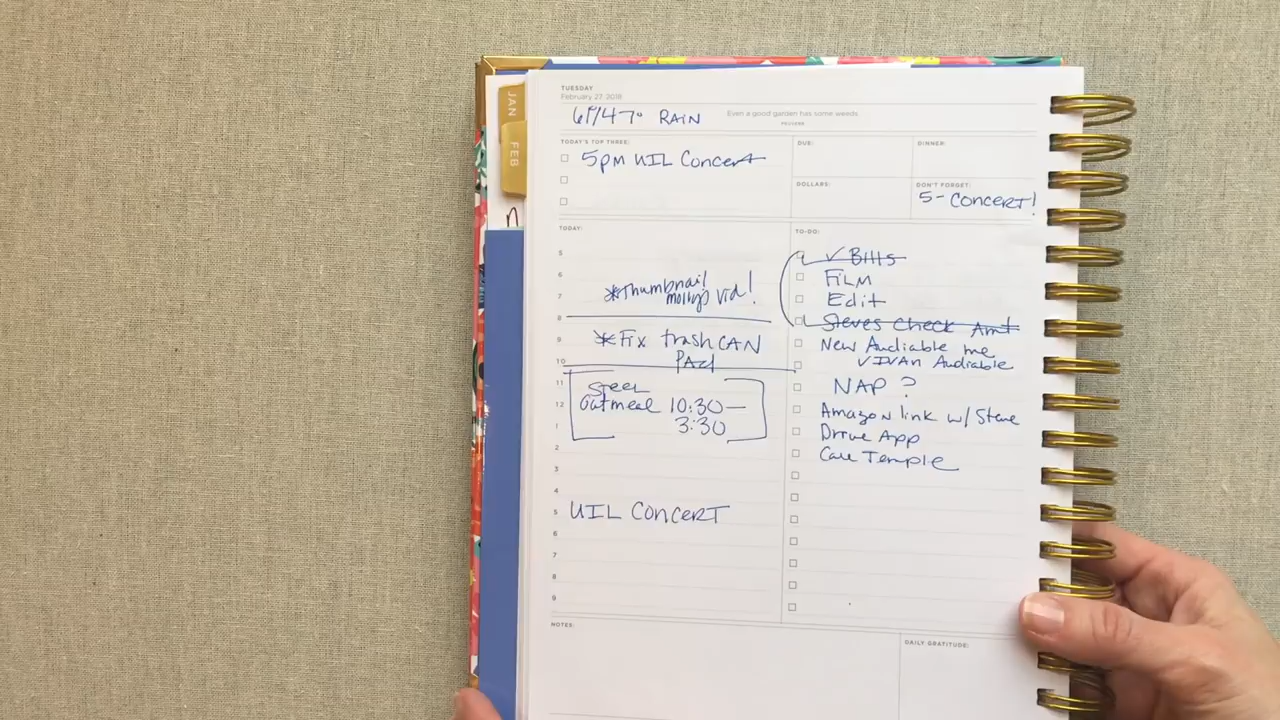 TUESDAY
February 27, 2018
61°/47° RAIN
Even a good garden has some weeds.
PROVERB
JAN
FEB
TODAY'S TOP THREE:
5pm UIL Concert
DUE:
DINNER:
DOLLARS:
DON'T FORGET:
5 - CONCERT!
TODAY:
5
6
7
*Thumbnail
mollys vid!
8
9
*Fix trashCAN
PAd
10
11
Steel
12
Oatmeal 10:30-
1
3:30
2
3
4
5
UIL CONCERT
6
7
8
9
TO-DO:
✓ Bills
FILM
Edit
Steves Check Amt
New Audiable me
✓ IVAn Audiable
NAP ?
Amazon link w/ Steve
Drive App
Call Temple
NOTES:
DAILY GRATITUDE:
n